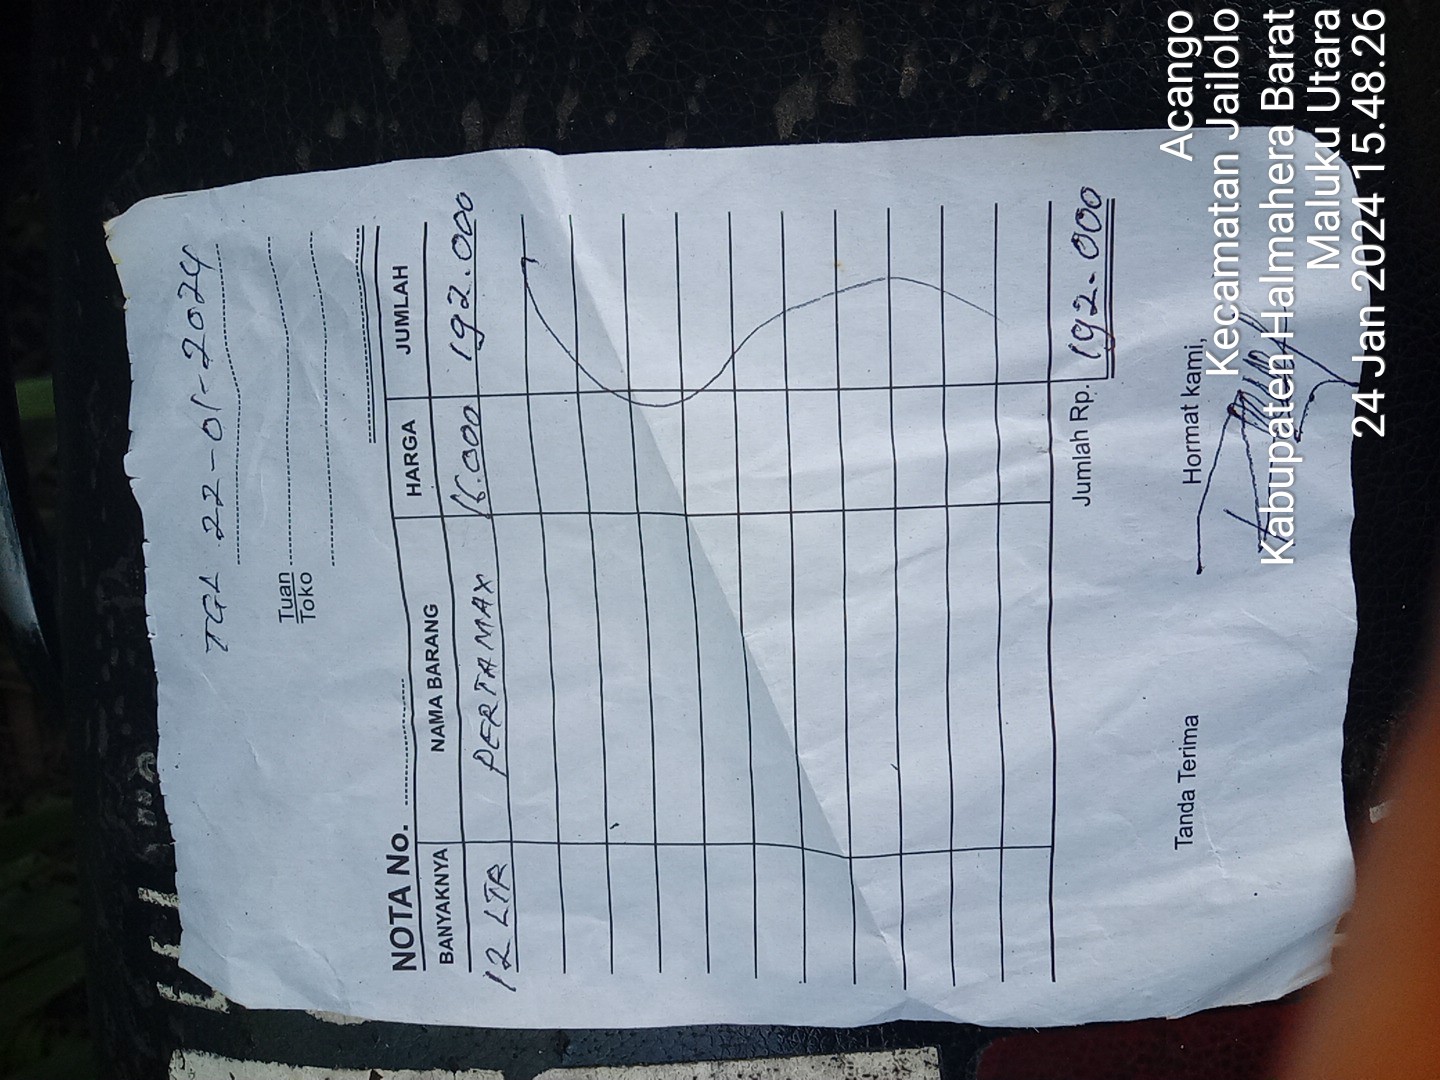 TGL 22-01-2024
Tuan
Toko
NOTA No.
BANYAKNYA NAMA BARANG HARGA JUMLAH
12 LTR PERTAMAX 16.000 192.000
Jumlah Rp. 192.000
Tanda Terima Hormat kami,
Acango
Kecamatan Jailolo
Kabupaten Halmahera Barat
Maluku Utara
24 Jan 2024 15.48.26